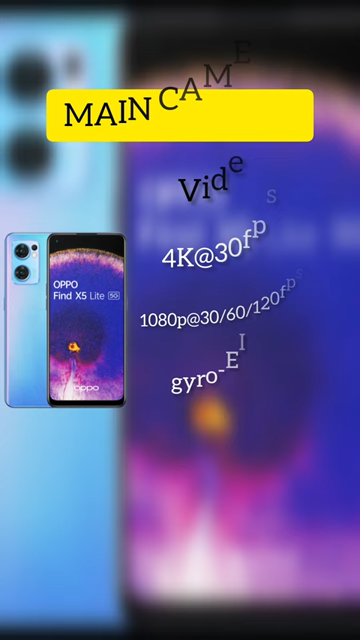 MAIN CAME
Vide
4K@30fps
1080p@30/60/120fps
gyro-EI
OPPO
Find X5 Lite 5G
oppo